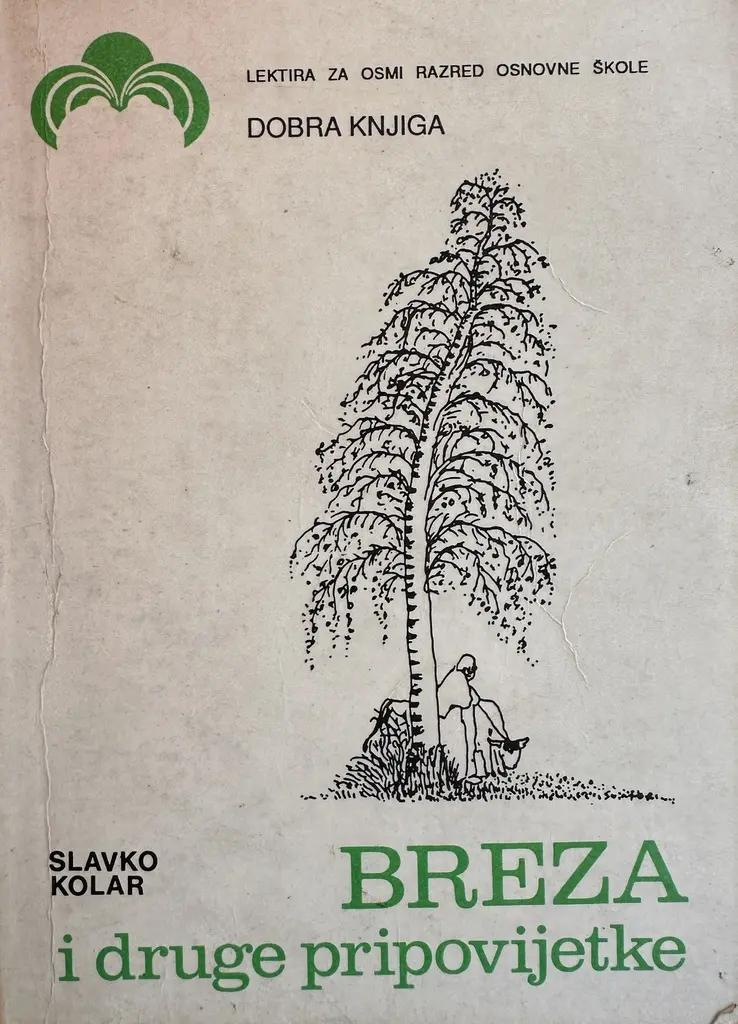 LEKTIRA ZA OSMI RAZRED OSNOVNE ŠKOLE
DOBRA KNJIGA
SLAVKO
KOLAR
BREZA
i druge pripovijetke